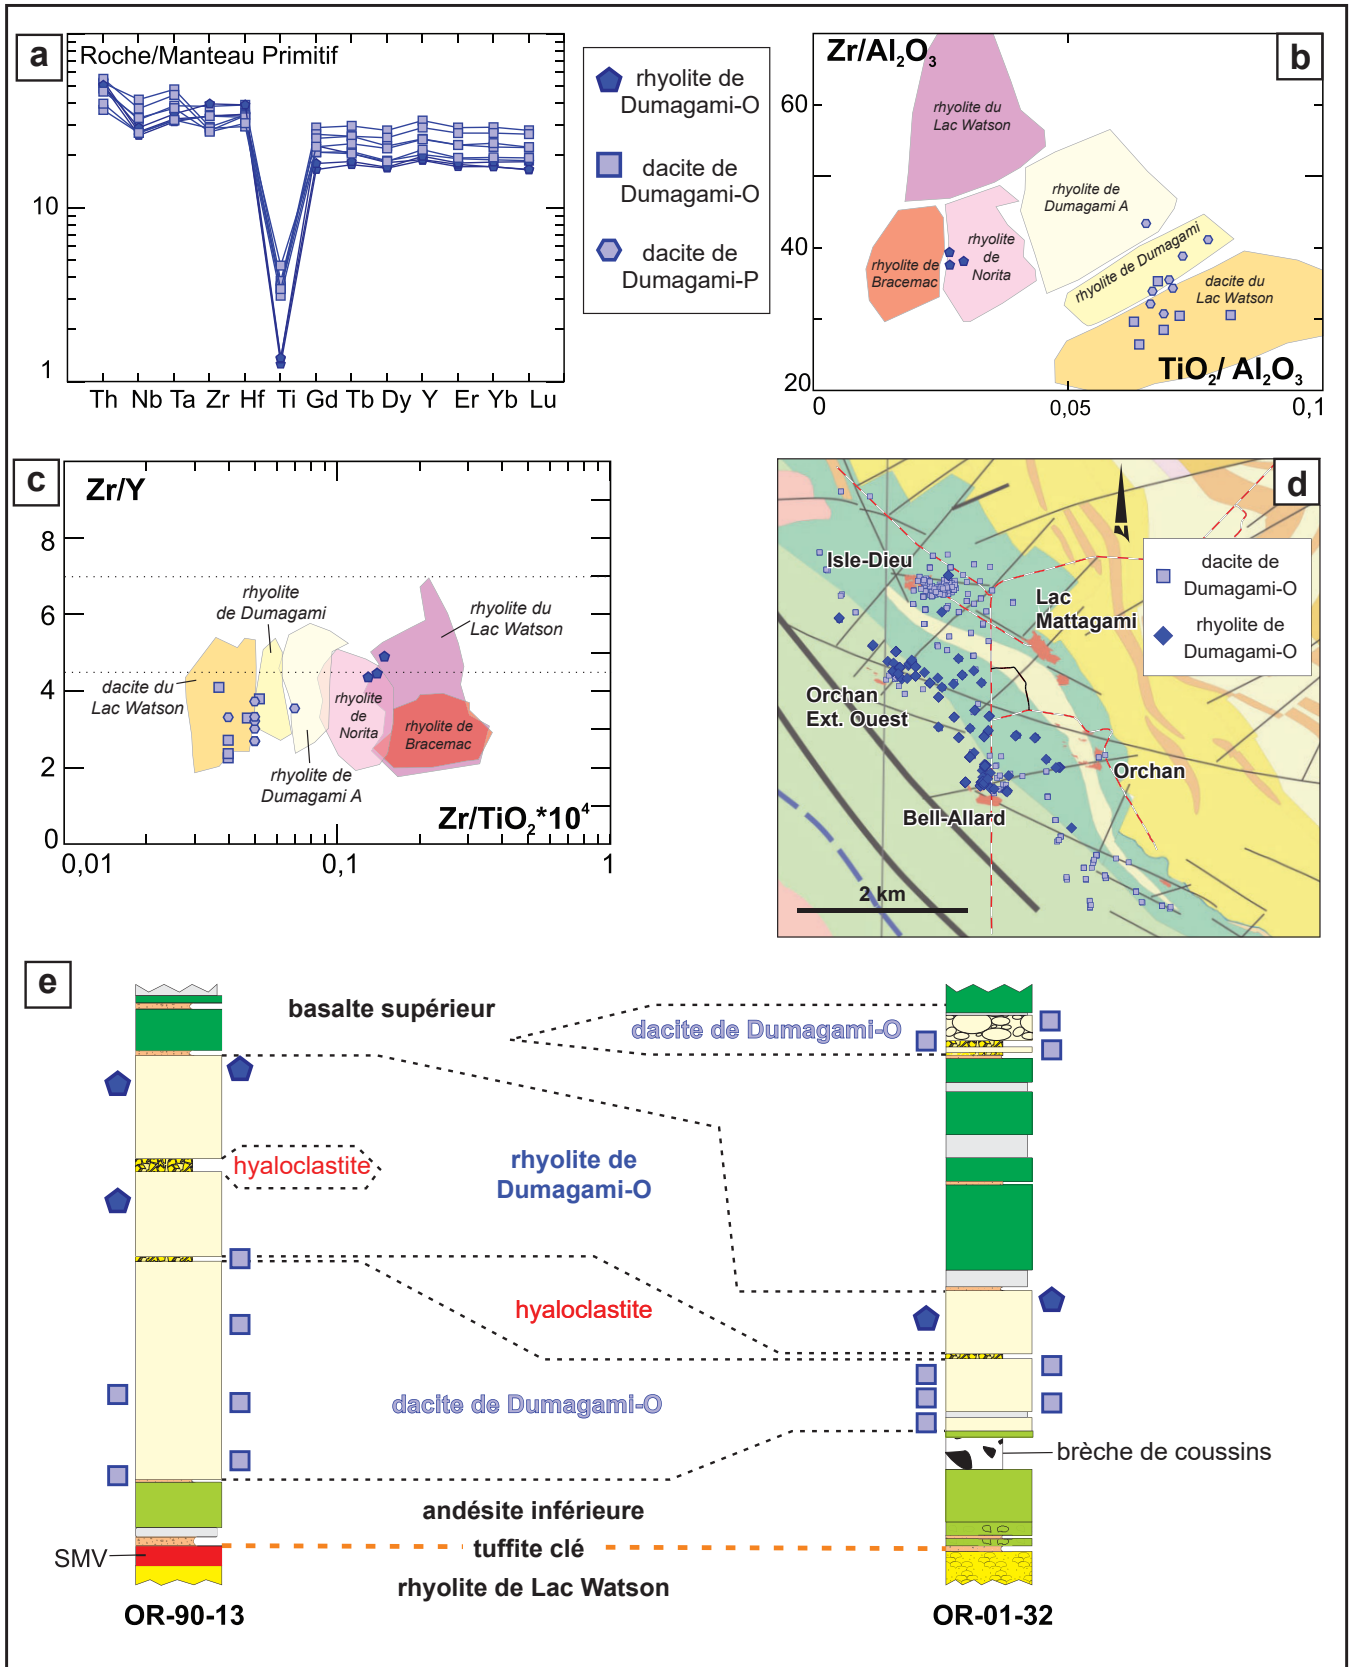 a
Roche/Manteau Primitif
10
1
Th Nb Ta Zr Hf Ti Gd Tb Dy Y Er Yb Lu
rhyolite de
Dumagami-O
dacite de
Dumagami-O
dacite de
Dumagami-P
b
Zr/Al₂O₃
60
40
20
rhyolite du
Lac Watson
rhyolite de
Dumagami A
rhyolite
de
Norita
rhyolite de
Bracemac
rhyolite de Dumagami
dacite du
Lac Watson
TiO₂/ Al₂O₃
0
0,05
0,1
c
Zr/Y
8
6
4
2
0
rhyolite
de Dumagami
rhyolite du
Lac Watson
dacite du
Lac Watson
rhyolite
de
Norita
rhyolite de
Bracemac
rhyolite de
Dumagami A
Zr/TiO₂*10⁴
0,01
0,1
1
d
N
Isle-Dieu
Lac
Mattagami
dacite de
Dumagami-O
rhyolite de
Dumagami-O
Orchan
Ext. Ouest
Orchan
Bell-Allard
2 km
e
basalte supérieur
dacite de Dumagami-O
hyaloclastite
rhyolite de
Dumagami-O
hyaloclastite
dacite de Dumagami-O
brèche de coussins
andésite inférieure
SMV
tuffite clé
rhyolite de Lac Watson
OR-90-13
OR-01-32